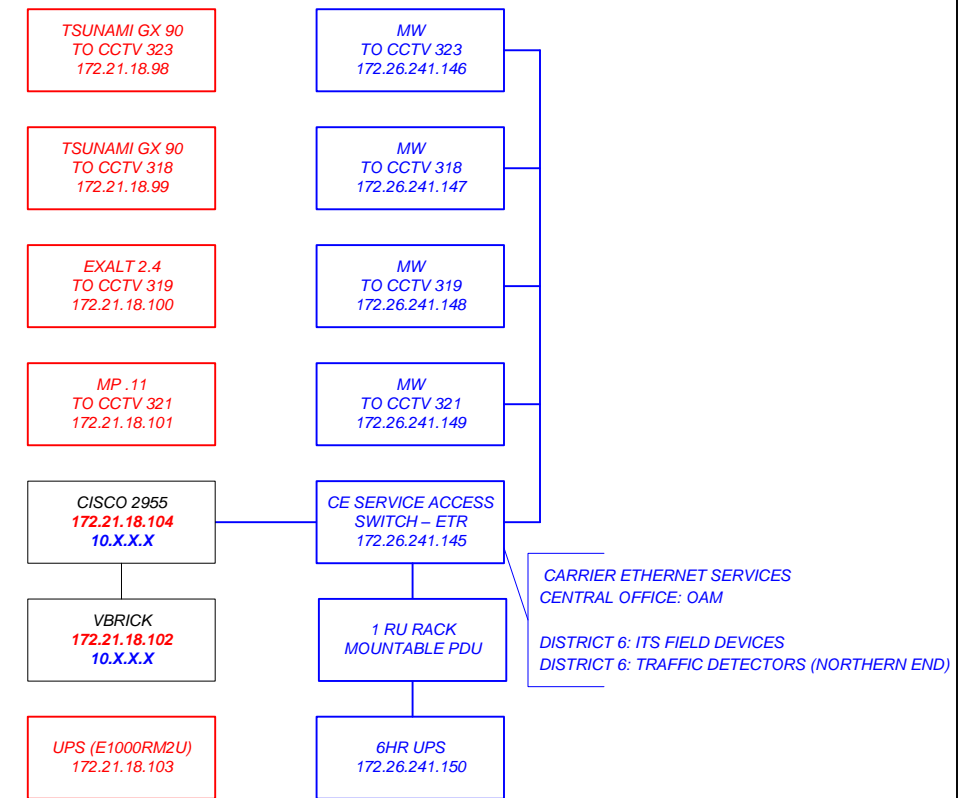 TSUNAMI GX 90
TO CCTV 323
172.21.18.98
MW
TO CCTV 323
172.26.241.146
TSUNAMI GX 90
TO CCTV 318
172.21.18.99
MW
TO CCTV 318
172.26.241.147
EXALT 2.4
TO CCTV 319
172.21.18.100
MW
TO CCTV 319
172.26.241.148
MP .11
TO CCTV 321
172.21.18.101
MW
TO CCTV 321
172.26.241.149
CISCO 2955
172.21.18.104
10.X.X.X
CE SERVICE ACCESS
SWITCH – ETR
172.26.241.145
CARRIER ETHERNET SERVICES
CENTRAL OFFICE: OAM
DISTRICT 6: ITS FIELD DEVICES
DISTRICT 6: TRAFFIC DETECTORS (NORTHERN END)
VBRICK
172.21.18.102
10.X.X.X
1 RU RACK
MOUNTABLE PDU
UPS (E1000RM2U)
172.21.18.103
6HR UPS
172.26.241.150